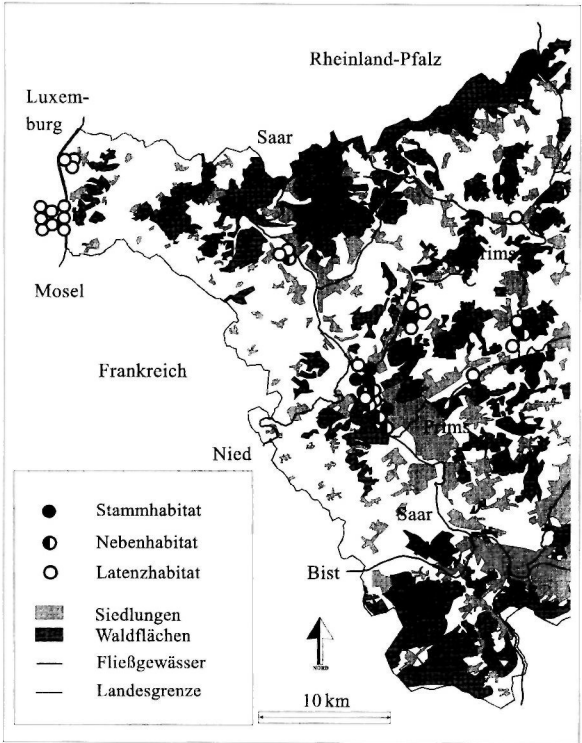 Rheinland-Pfalz
Luxem-
burg
Saar
Prims
Mosel
Frankreich
Prims
Nied
Saar
Bist
Stammhabitat
Nebenhabitat
Latenzhabitat
Siedlungen
Waldflächen
Fließgewässer
Landesgrenze
NORD
10 km